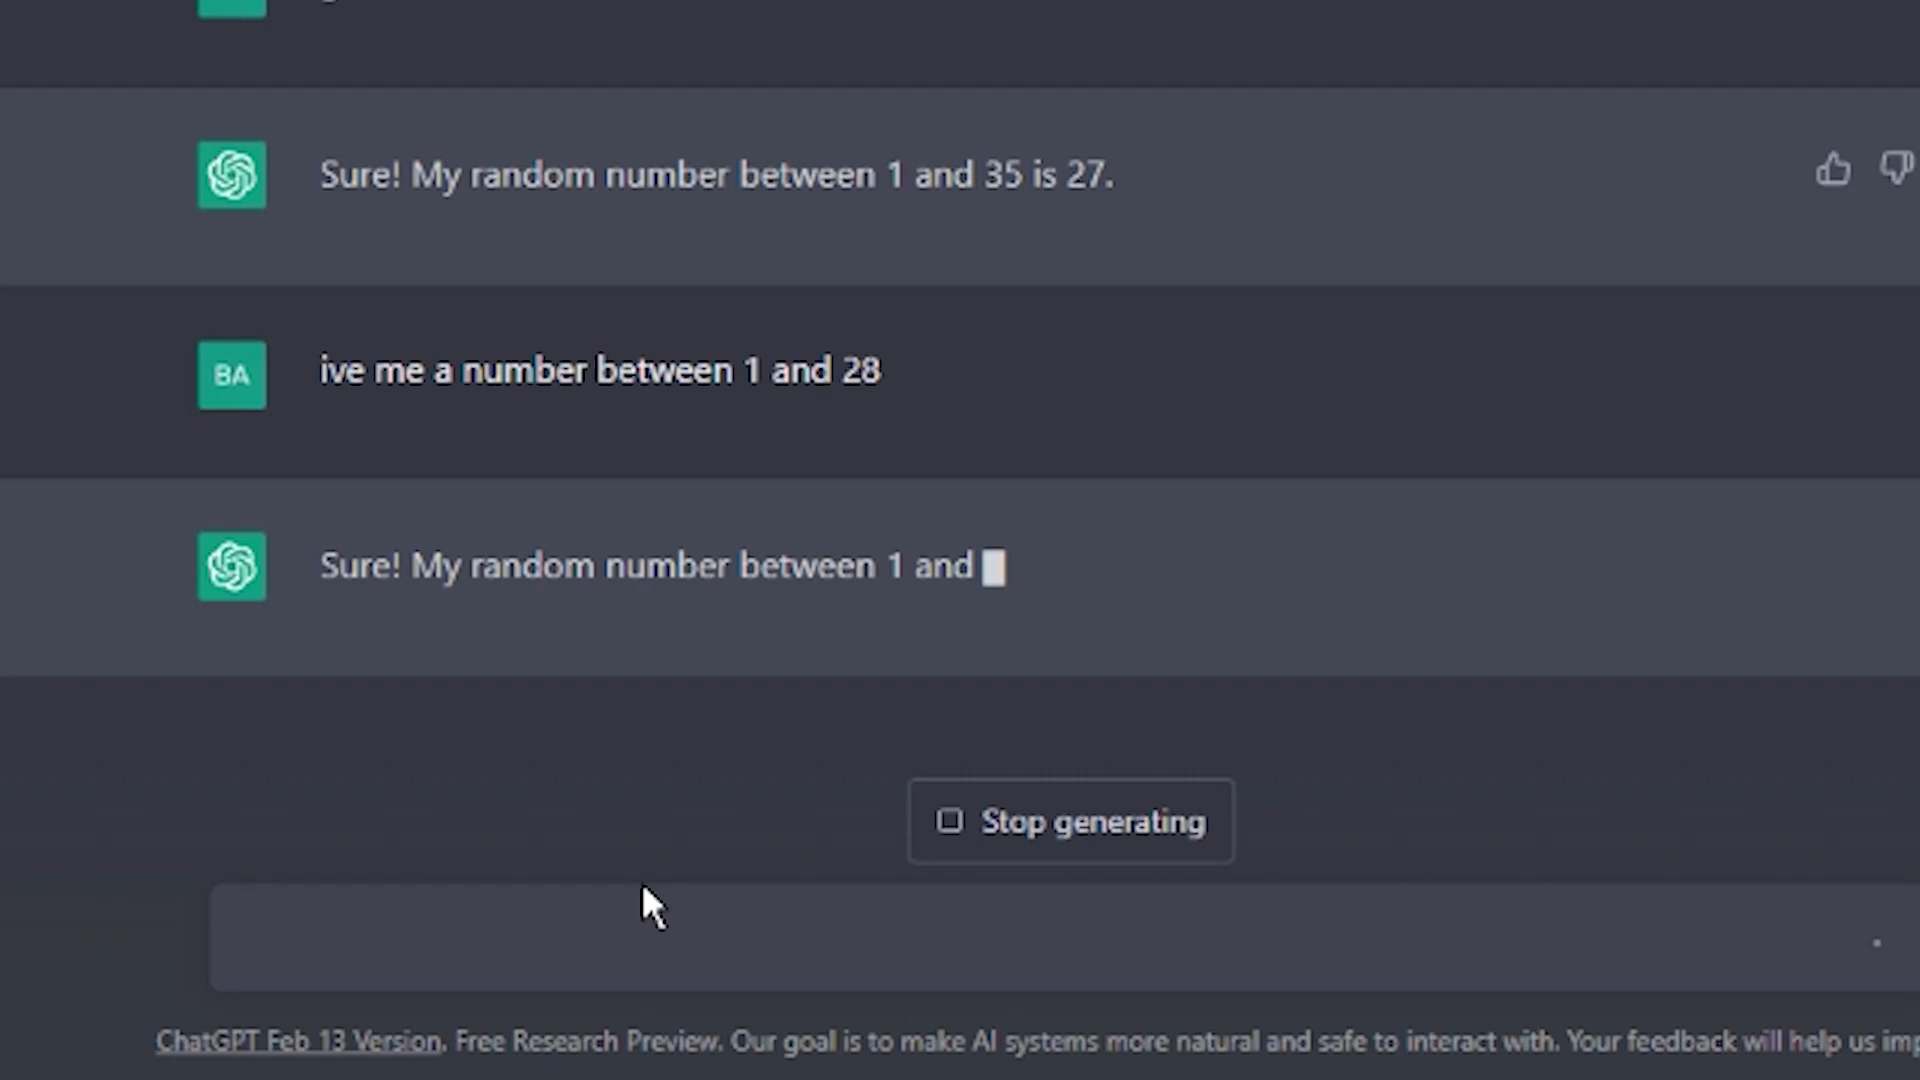 Sure! My random number between 1 and 35 is 27.
BA
ive me a number between 1 and 28
Sure! My random number between 1 and
Stop generating
ChatGPT Feb 13 Version. Free Research Preview. Our goal is to make AI systems more natural and safe to interact with. Your feedback will help us imp